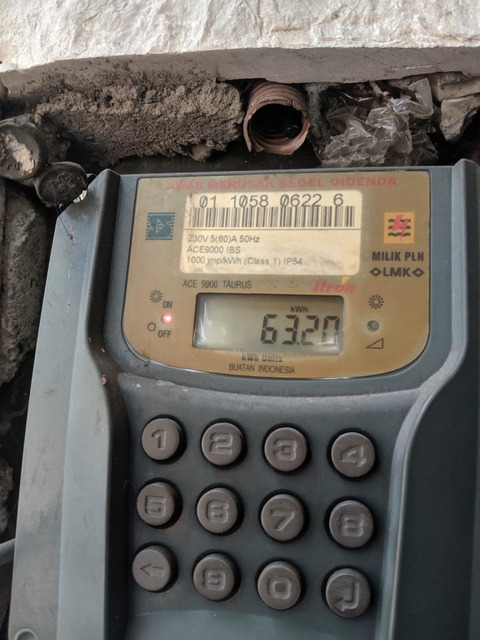 AWAS MERUSAK SEGEL DIDENDA
01 1058 0622 6
230V 5(60)A 50Hz
ACE9000 IBS
1000 imp/kWh (Class 1) IP54
MILIK PLN
LMK
ACE 9000 TAURUS
Itron
ON
OFF
kWh
63.20
kWh Units
BUATAN INDONESIA
1 2 3 4
5 6 7 8
9 0